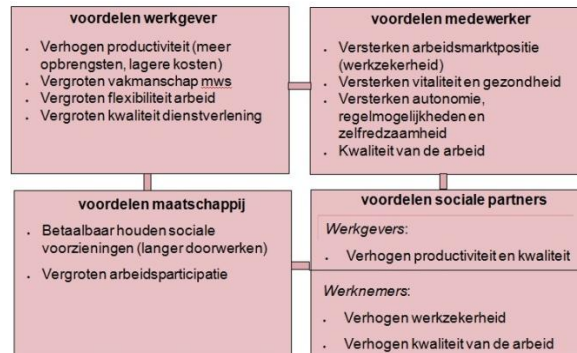 voordelen werkgever
• Verhogen productiviteit (meer
opbrengsten, lagere kosten)
• Vergroten vakmanschap mws
• Vergroten flexibiliteit arbeid
• Vergroten kwaliteit dienstverlening
voordelen medewerker
• Versterken arbeidsmarktpositie
(werkzekerheid)
• Versterken vitaliteit en gezondheid
• Versterken autonomie,
regelmogelijkheden en
zelfredzaamheid
• Kwaliteit van de arbeid
voordelen maatschappij
• Betaalbaar houden sociale
voorzieningen (langer doorwerken)
• Vergroten arbeidsparticipatie
voordelen sociale partners
Werkgevers:
• Verhogen productiviteit en kwaliteit
Werknemers:
• Verhogen werkzekerheid
• Verhogen kwaliteit van de arbeid